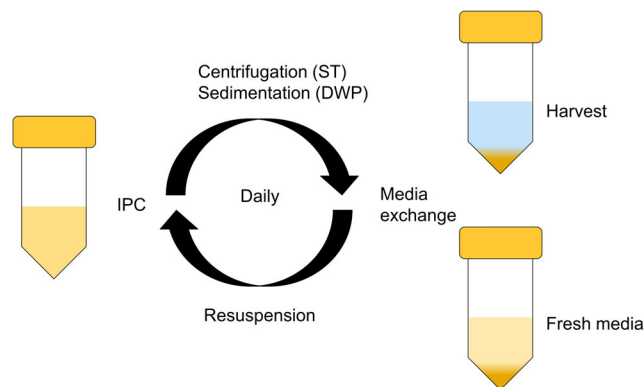 Centrifugation (ST)
Sedimentation (DWP)
Harvest
IPC
Daily
Media
exchange
Resuspension
Fresh media